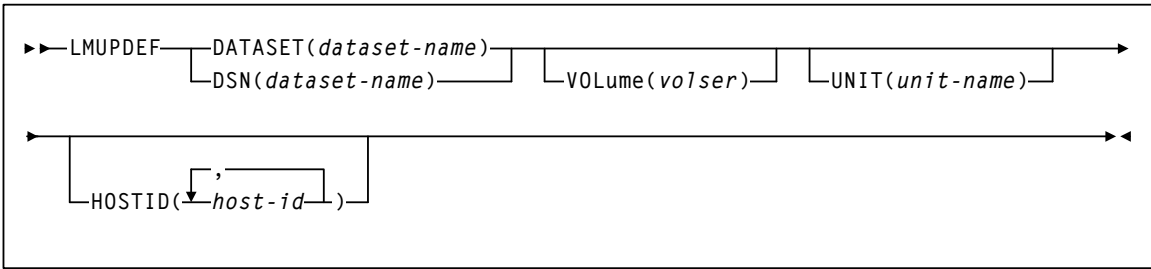 LMUPDEF DATASET(dataset-name)
DSN(dataset-name) VOLume(volser) UNIT(unit-name)
,
HOSTID( host-id )